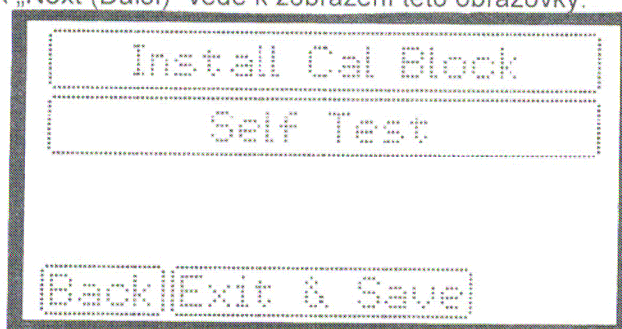 „Next (Další)“ vede k zobrazení této obrazovky:
Install Cal Block
Self Test
Back Exit & Save